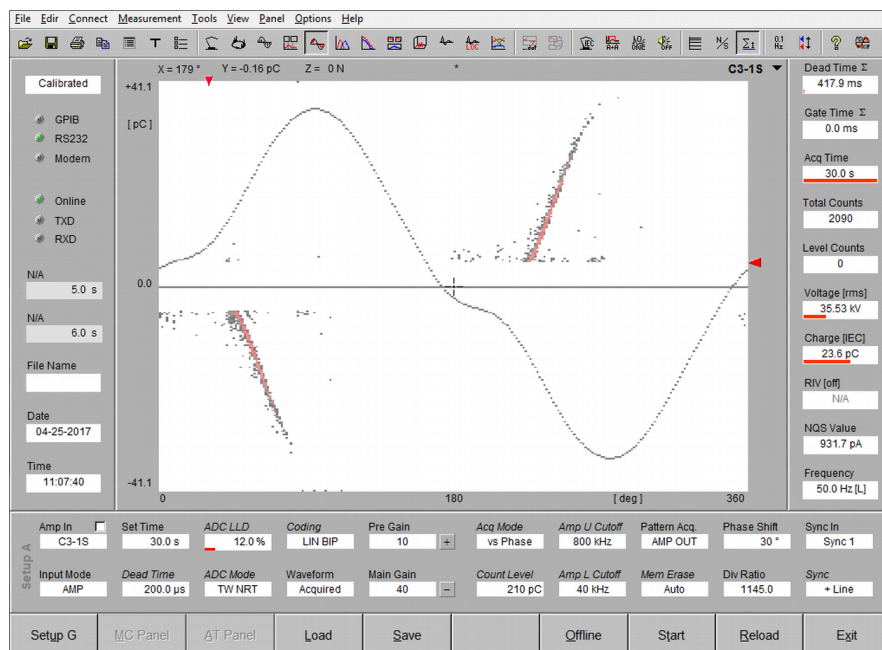 File Edit Connect Measurement Tools View Panel Options Help
X = 179 ° Y = -0.16 pC Z = 0 N * C3-1S
Calibrated
GPIB
RS232
Modem
Online
TXD
RXD
N/A
5.0 s
N/A
6.0 s
File Name
Date
04-25-2017
Time
11:07:40
+41.1
[ pC]
0.0
-41.1
0 180 [ deg ] 360
Dead Time Σ
417.9 ms
Gate Time Σ
0.0 ms
Acq Time
30.0 s
Total Counts
2090
Level Counts
0
Voltage [rms]
35.53 kV
Charge [IEC]
23.6 pC
RIV [off]
N/A
NQS Value
931.7 pA
Frequency
50.0 Hz [L]
Setup A
Amp In Set Time ADC LLD Coding Pre Gain Acq Mode Amp U Cutoff Pattern Acq. Phase Shift Sync In
C3-1S 30.0 s 12.0 % LIN BIP 10 + vs Phase 800 kHz AMP OUT 30 ° Sync 1
Input Mode Dead Time ADC Mode Waveform Main Gain Count Level Amp L Cutoff Mem Erase Div Ratio Sync
AMP 200.0 µs TW NRT Acquired 40 − 210 pC 40 kHz Auto 1145.0 + Line
Setup G MC Panel AT Panel Load Save Offline Start Reload Exit